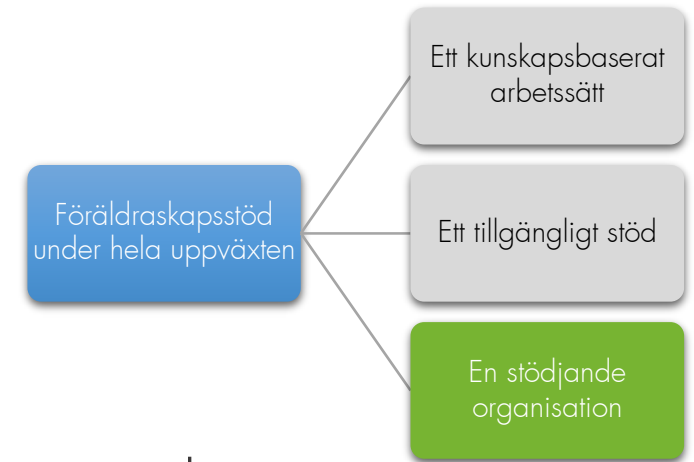 Ett kunskapsbaserat
arbetssätt
Föräldraskapsstöd
under hela uppväxten
Ett tillgängligt stöd
En stödjande
organisation